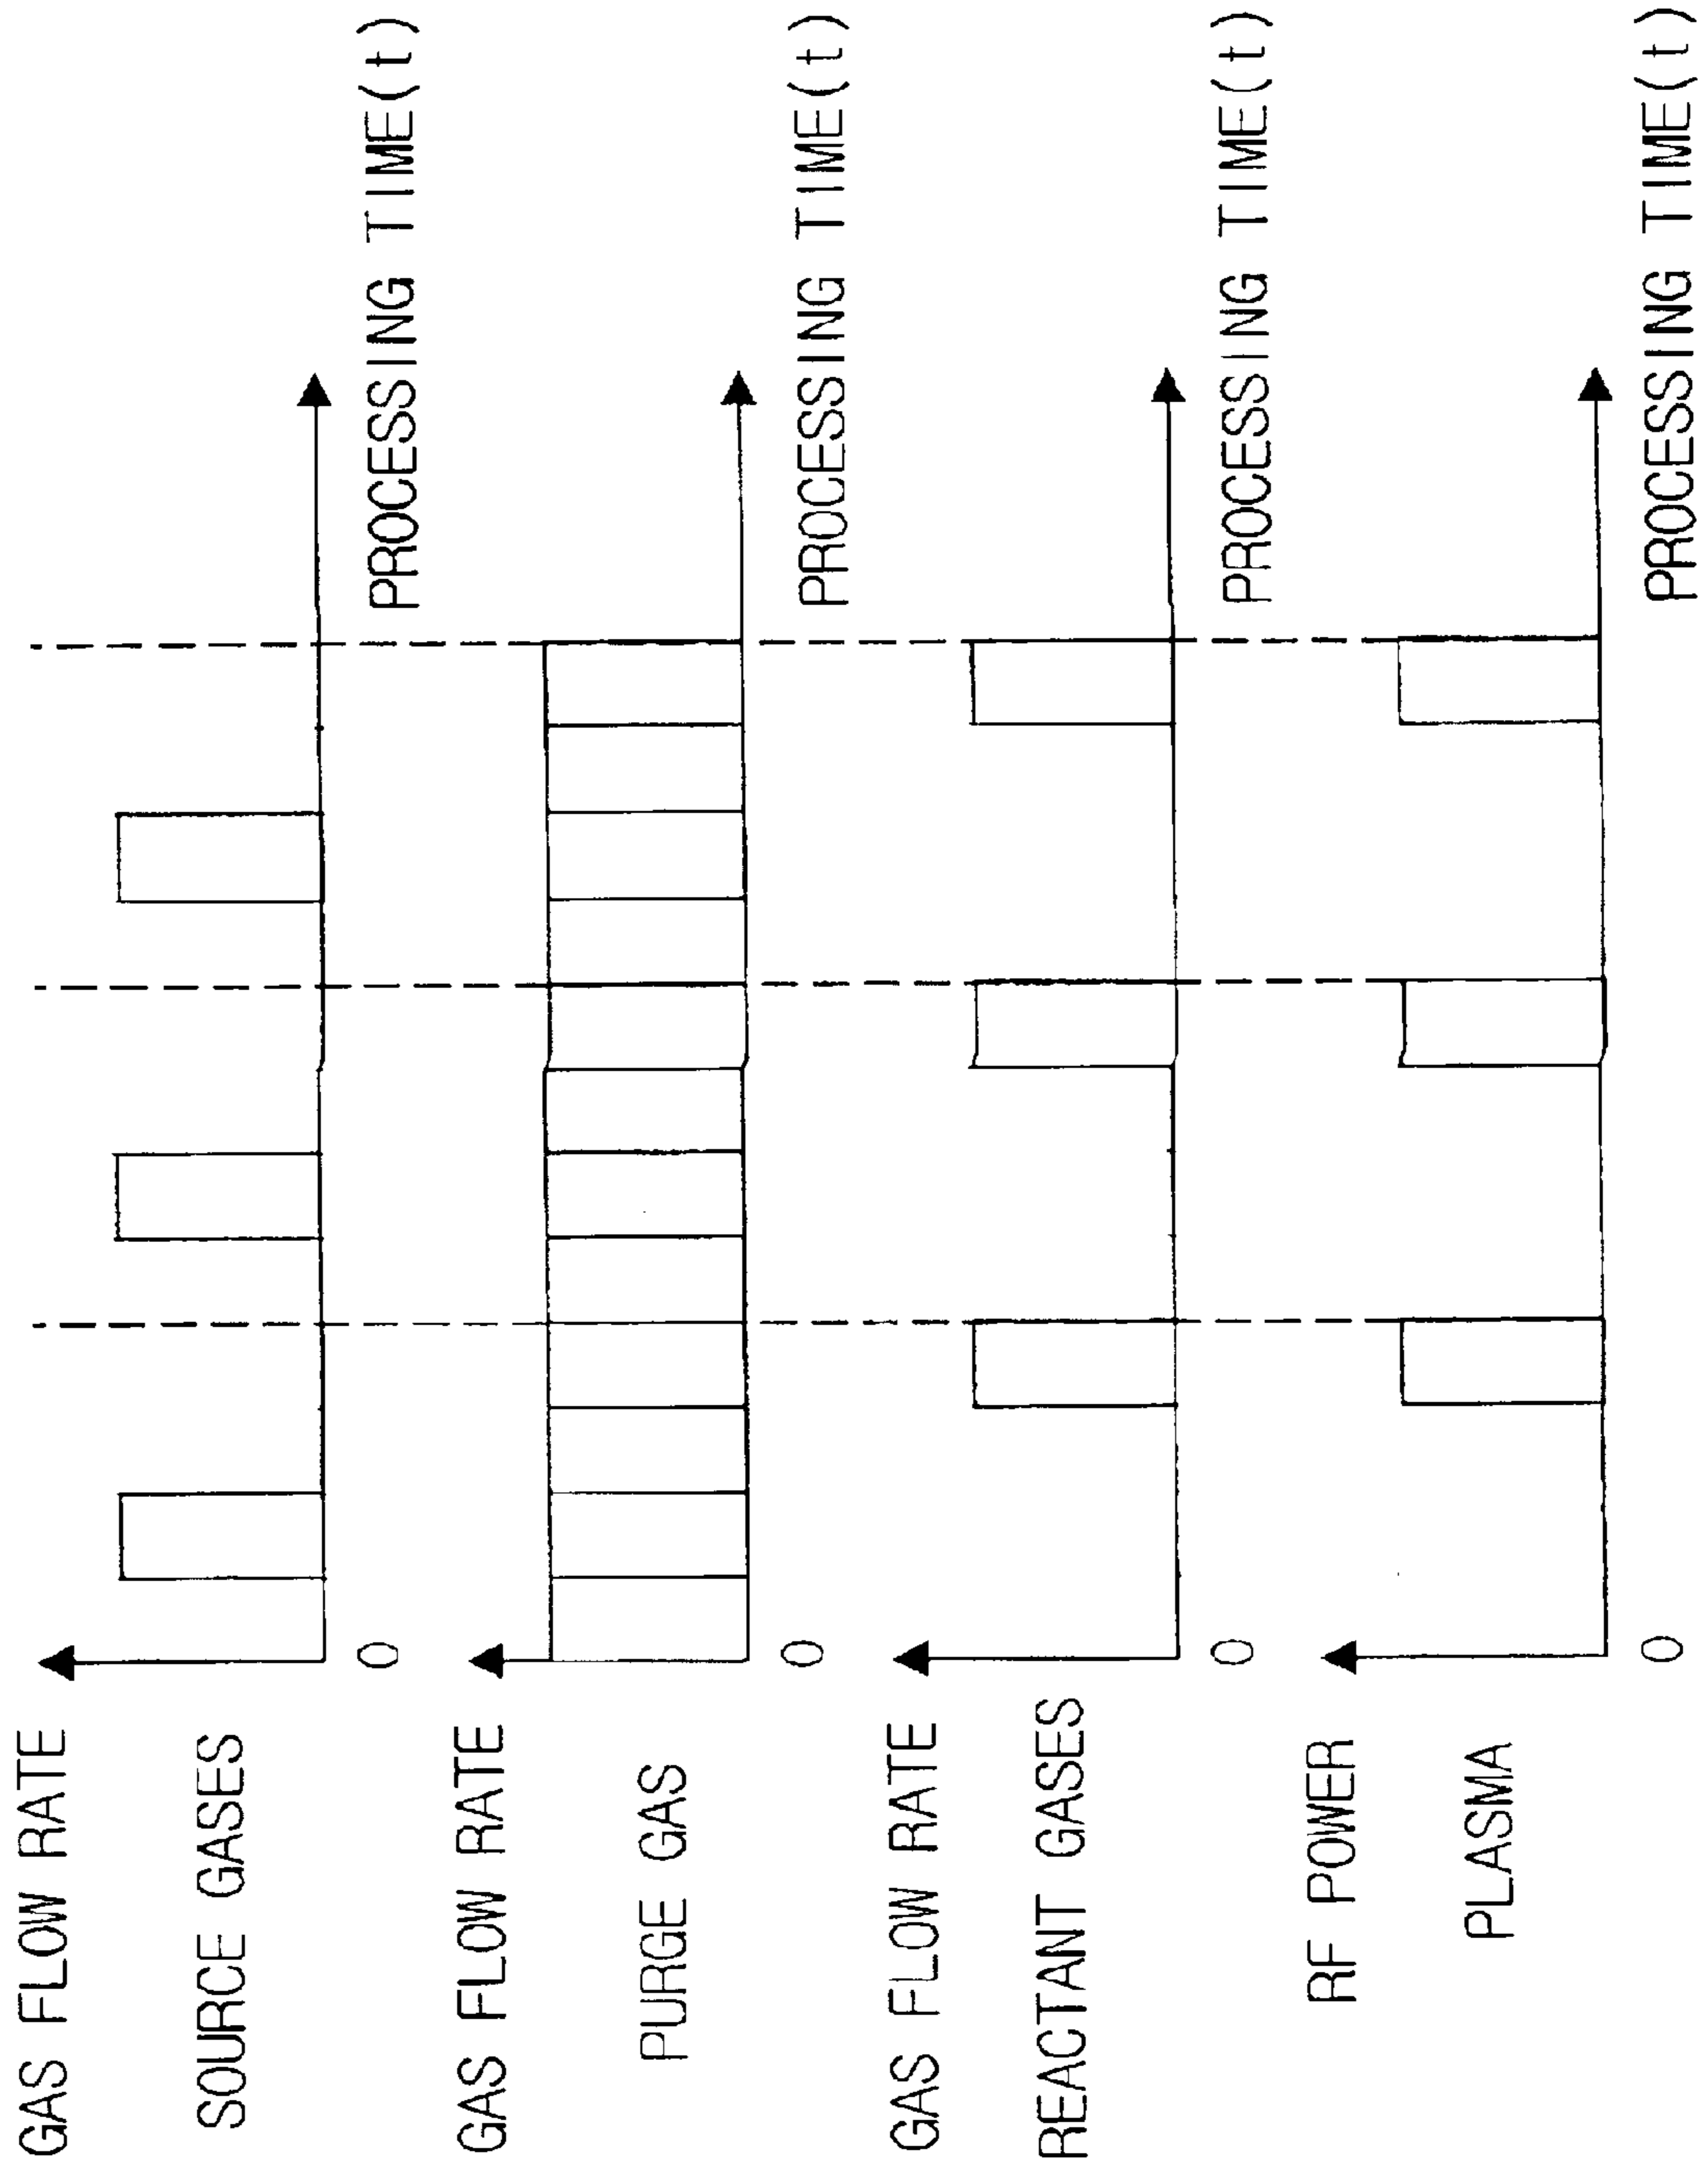 GAS FLOW RATE
SOURCE GASES
0
PROCESSING TIME(t)
GAS FLOW RATE
PURGE GAS
0
PROCESSING TIME(t)
GAS FLOW RATE
REACTANT GASES
0
PROCESSING TIME(t)
RF POWER
PLASMA
0
PROCESSING TIME(t)